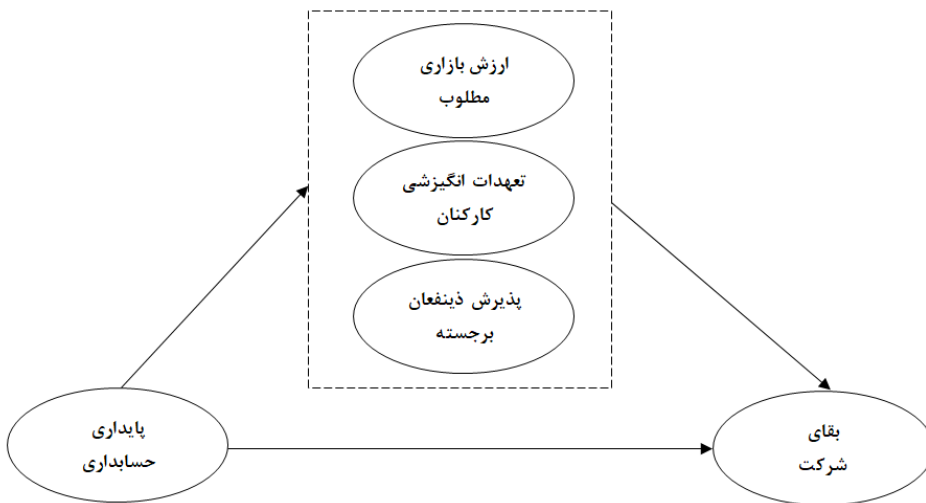 ارزش بازاری
مطلوب
تعهدات انگیزشی
کارکنان
پذیرش ذینفعان
برجسته
پایداری
حسابداری
بقای
شرکت